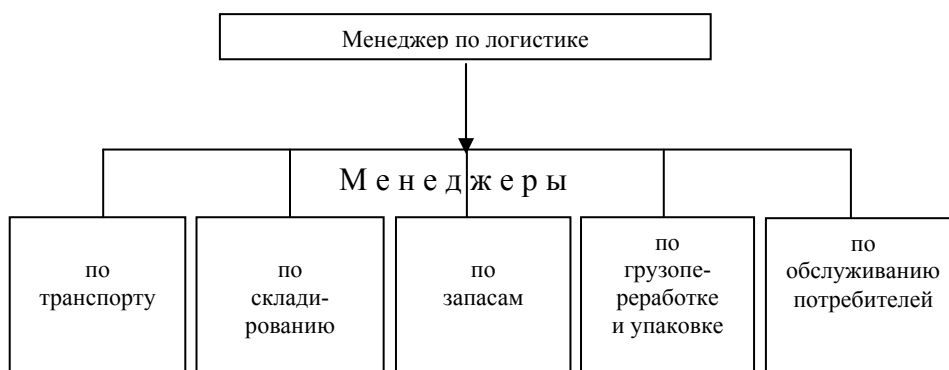 Менеджер по логистике
М е н е д ж е р ы
по
транспорту
по
склади-
рованию
по
запасам
по
грузопе-
реработке
и упаковке
по
обслуживанию
потребителей